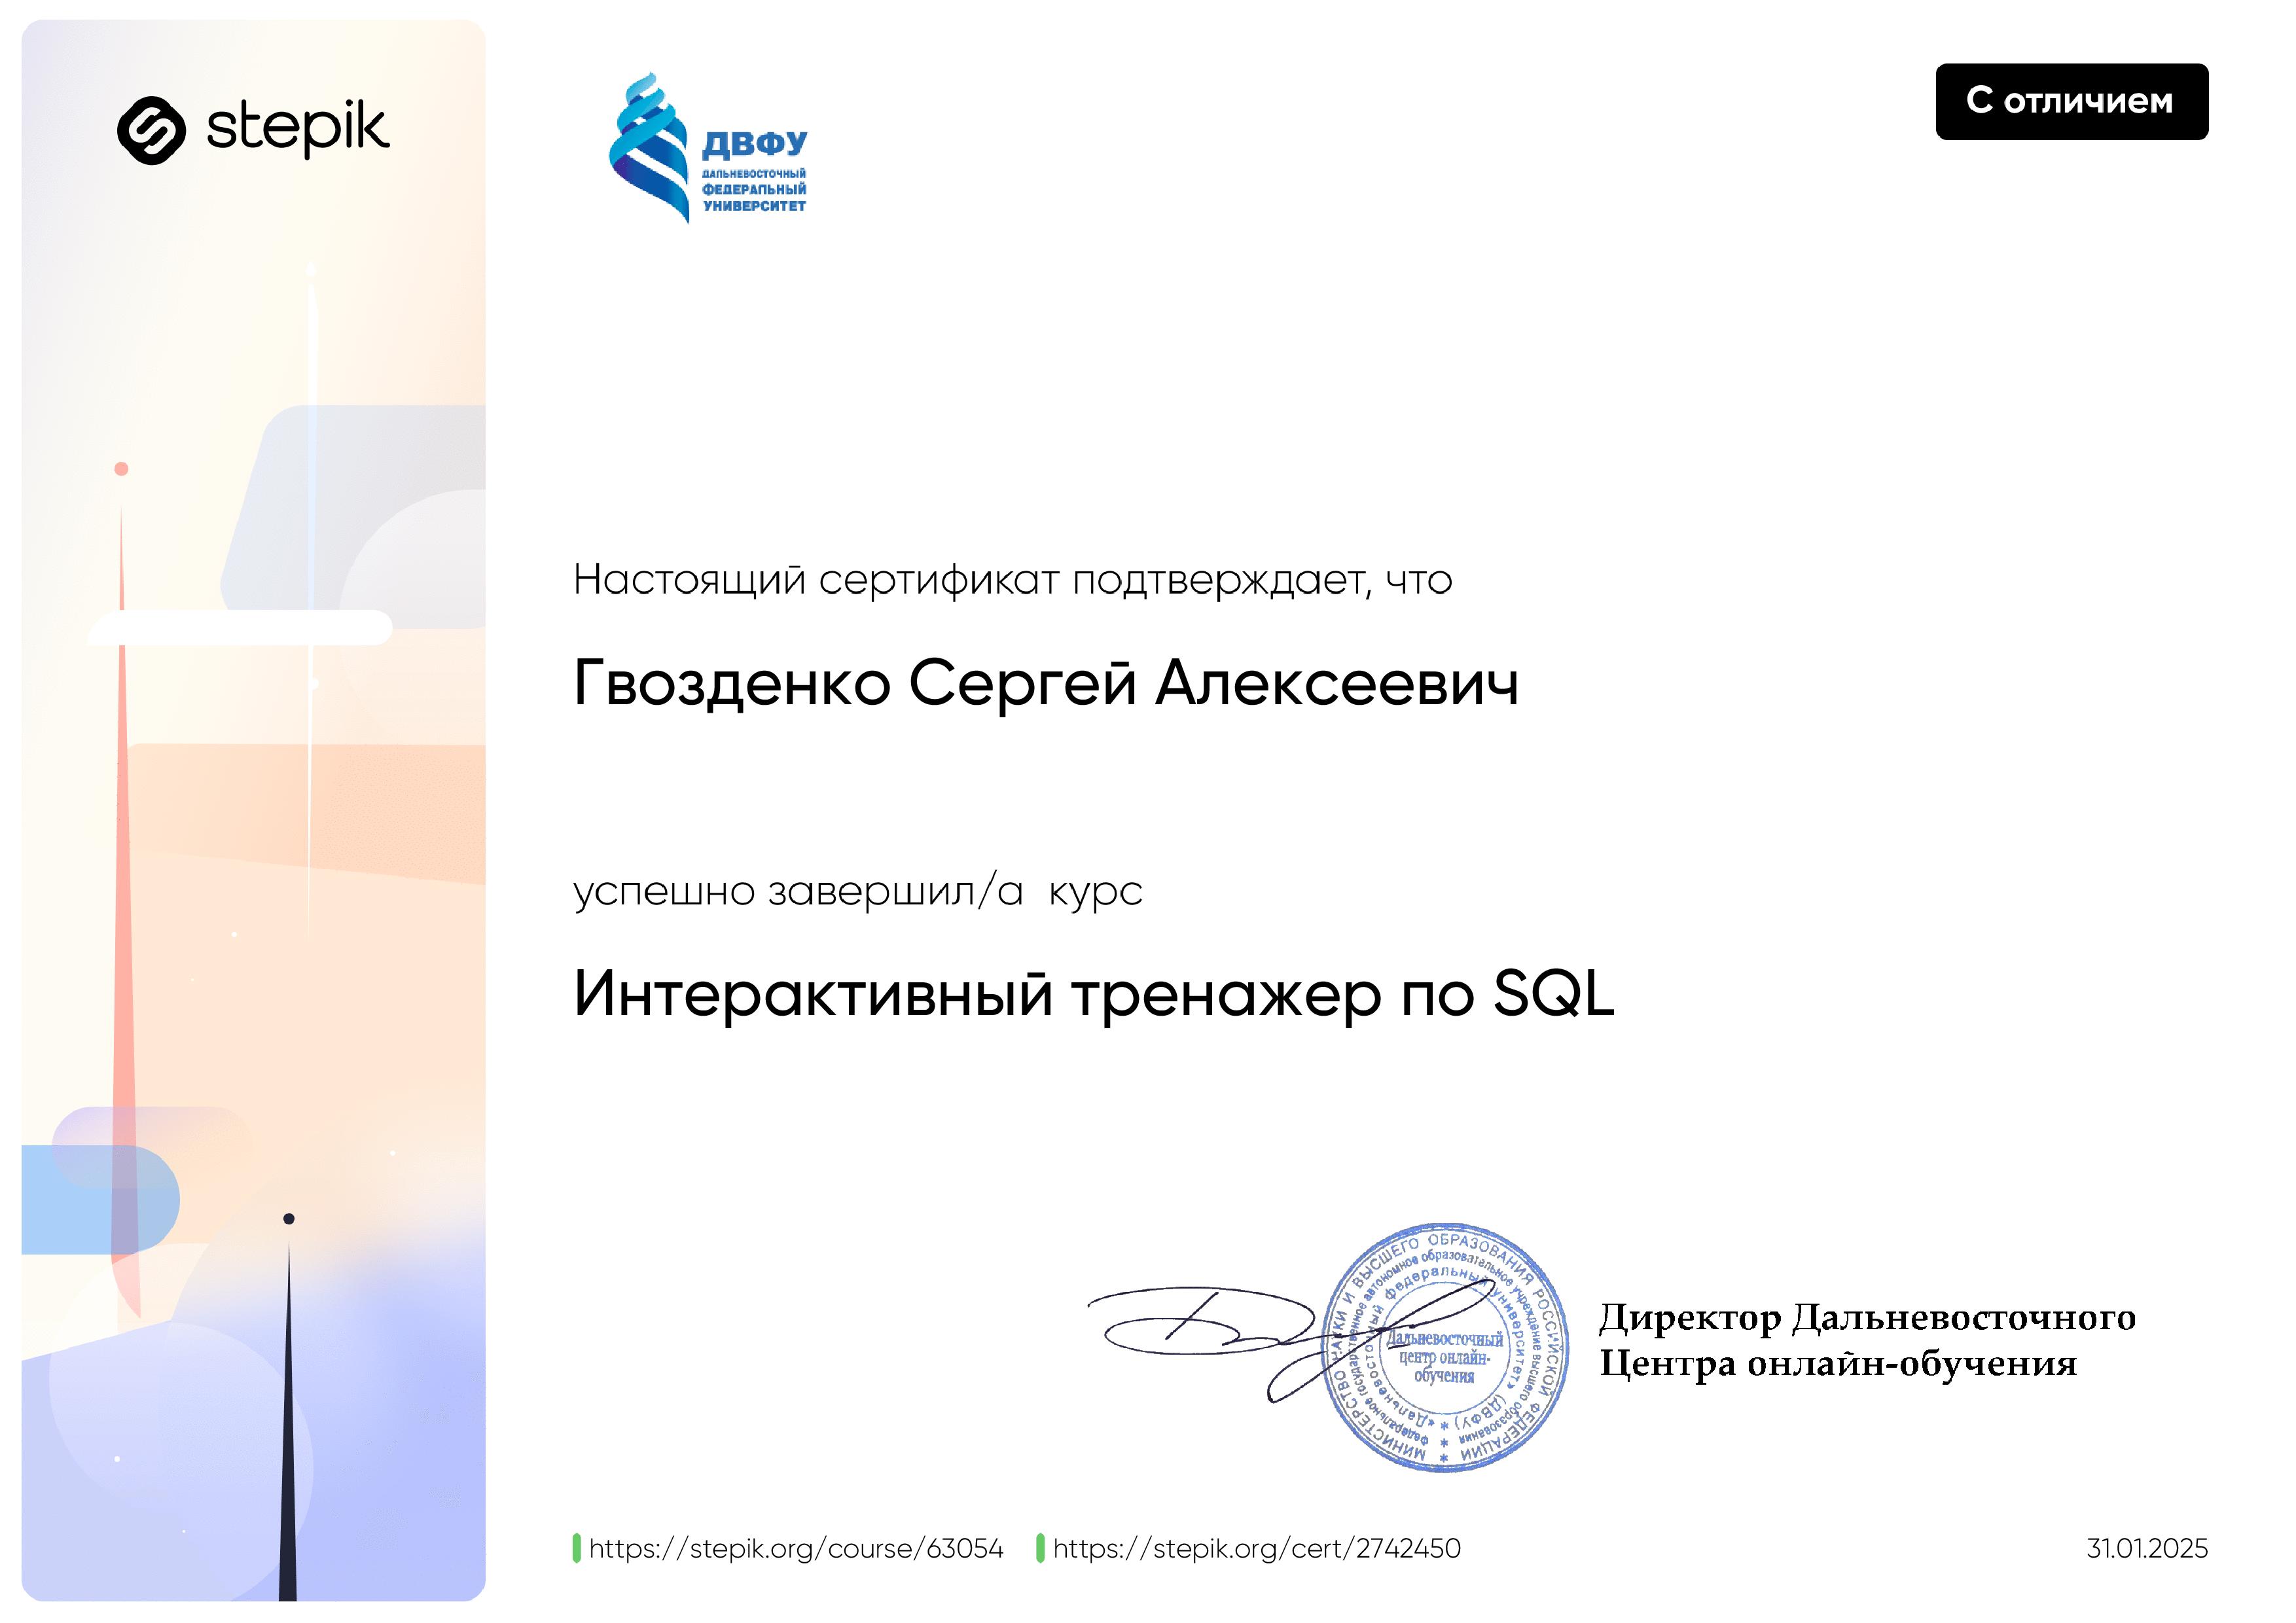 stepik
ДВФУ
ДАЛЬНЕВОСТОЧНЫЙ
ФЕДЕРАЛЬНЫЙ
УНИВЕРСИТЕТ
С отличием
Настоящий сертификат подтверждает, что
Гвозденко Сергей Алексеевич
успешно завершил/а курс
Интерактивный тренажер по SQL
МИНИСТЕРСТВО НАУКИ И ВЫСШЕГО ОБРАЗОВАНИЯ РОССИЙСКОЙ ФЕДЕРАЦИИ
федеральное государственное автономное образовательное учреждение высшего образования
«Дальневосточный федеральный университет» (ДВФУ)
Дальневосточный
центр онлайн-
обучения
Директор Дальневосточного
Центра онлайн-обучения
https://stepik.org/course/63054
https://stepik.org/cert/2742450
31.01.2025